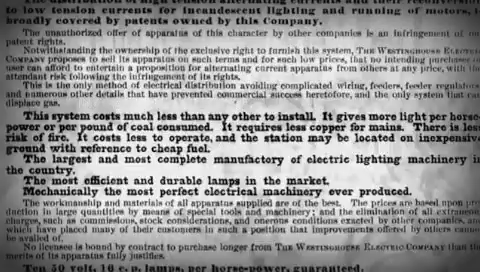 The distribution of high tension alternating currents and their reconversion
to low tension currents for incandescent lighting and running of motors, is
broadly covered by patents owned by this Company.
The unauthorized offer of apparatus of this character by other companies is an infringement of our
patent rights.
Notwithstanding the ownership of the exclusive right to furnish this system, THE WESTINGHOUSE ELECTRIC
COMPANY proposes to sell its apparatus on such terms and for such low prices, that no intending purchaser or
user can afford to entertain a proposition for alternating current apparatus from others at any price, with the
attendant risk following the infringement of its rights.
This is the only method of electrical distribution avoiding complicated wiring, feeders, feeder regulators
and numerous other details that have prevented commercial success heretofore, and the only system that can
displace gas.
This system costs much less than any other to install. It gives more light per horse-
power or per pound of coal consumed. It requires less copper for mains. There is less
risk of fire. It costs less to operate, and the station may be located on inexpensive
ground with reference to cheap fuel.
The largest and most complete manufactory of electric lighting machinery in
the country.
The most efficient and durable lamps in the market.
Mechanically the most perfect electrical machinery ever produced.
The workmanship and materials of all apparatus supplied are of the best. The prices are based upon pro-
duction in large quantities by means of special tools and machinery; and the elimination of all extraneous
charges, such as commissions, stock considerations, and onerous conditions exacted by other companies, and
which have placed many of their customers in such a position that improvements offered by others cannot
be availed of.
No licensee is bound by contract to purchase longer from THE WESTINGHOUSE ELECTRIC COMPANY than the
merits of its apparatus fully justifies.
Ten 50 volt, 16 c. p. lamps, per horse-power, guaranteed.